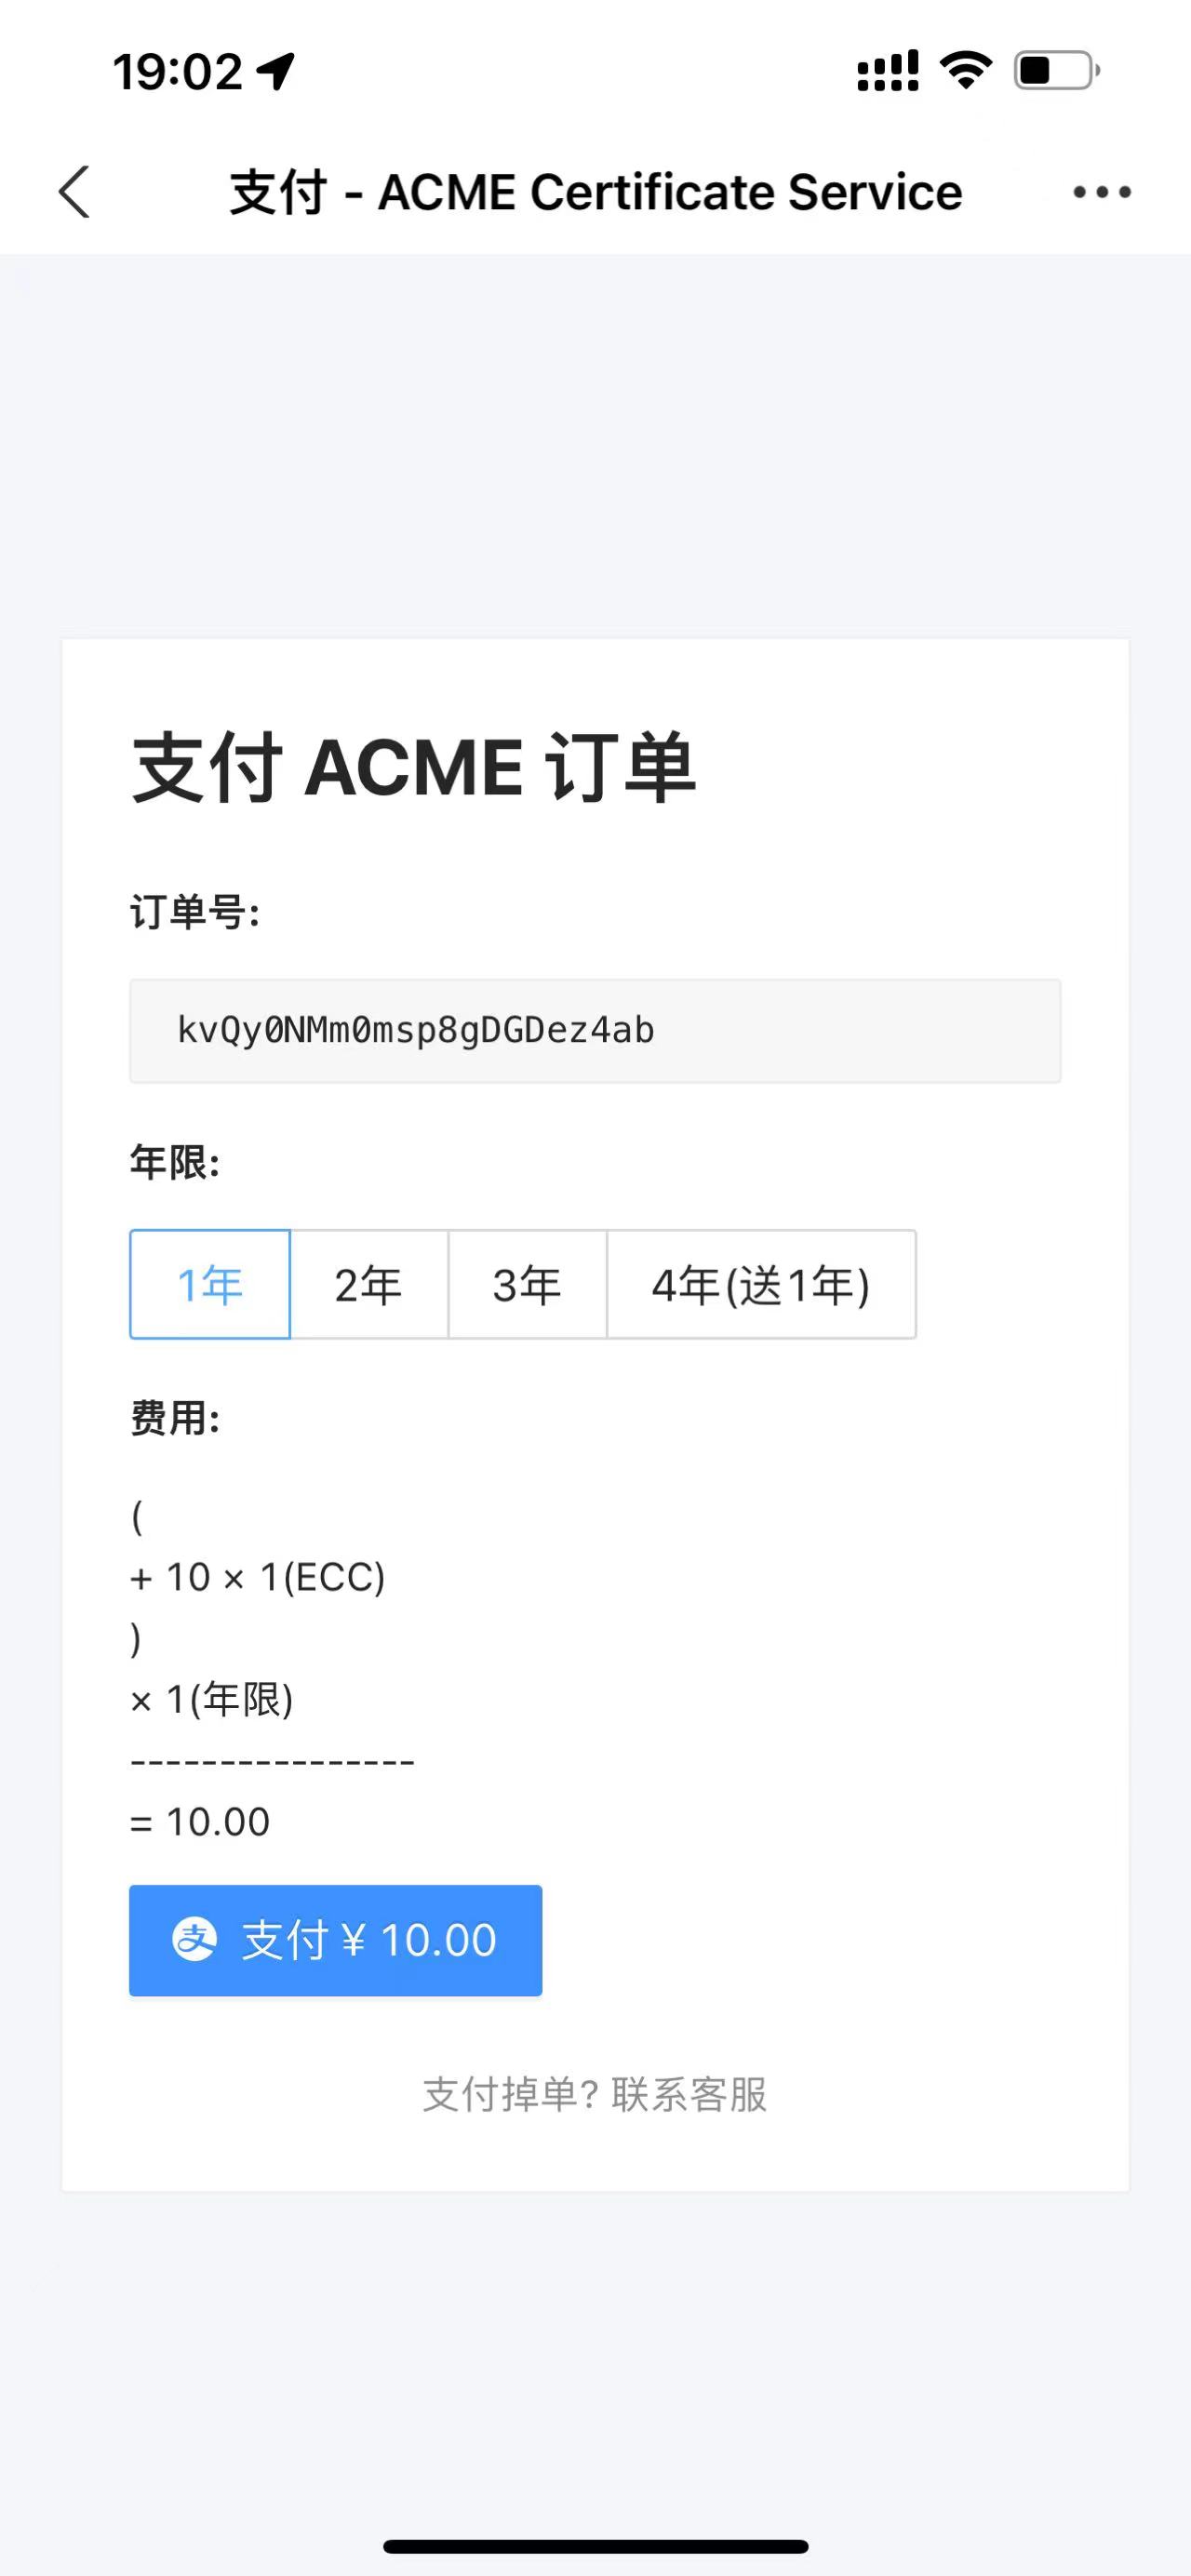 19:02
支付 - ACME Certificate Service
支付 ACME 订单
订单号:
kvQy0NMm0msp8gDGDez4ab
年限:
1年 2年 3年 4年(送1年)
费用:
(
+ 10 × 1(ECC)
)
× 1(年限)
----------------
= 10.00
支 支付 ¥ 10.00
支付掉单? 联系客服